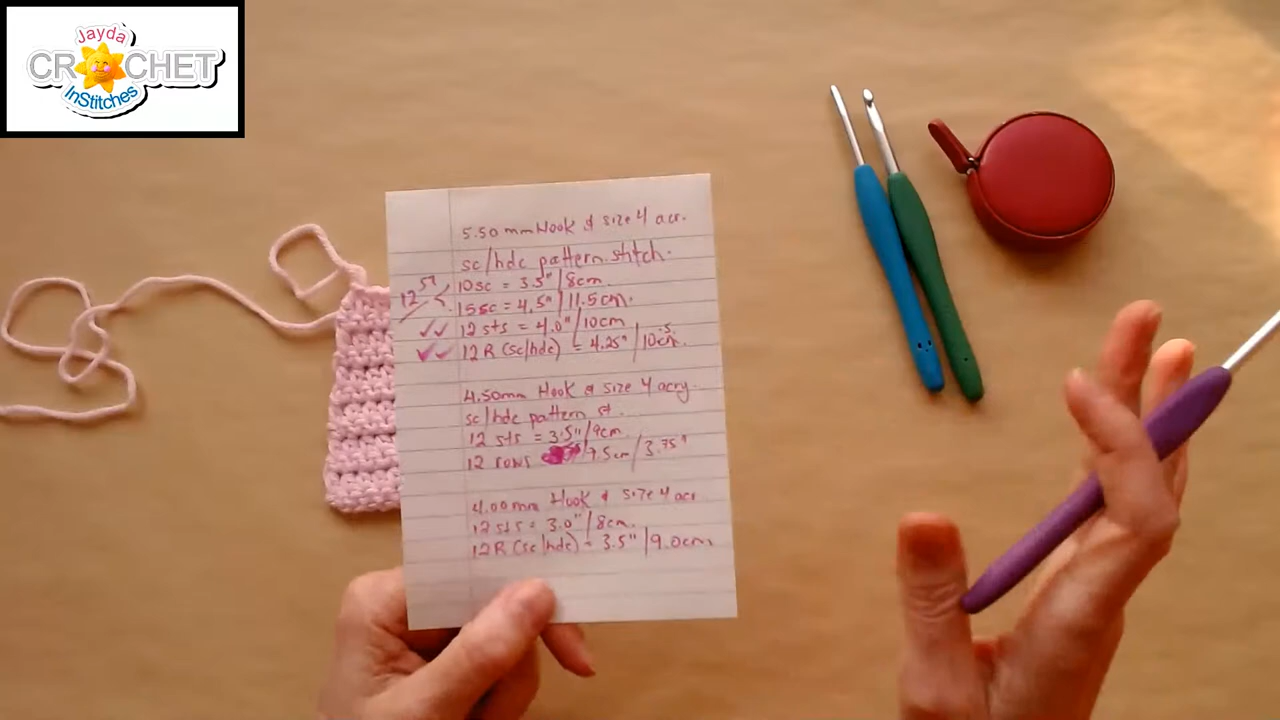 Jayda
CROCHET
InStitches
5.50 mm Hook & size 4 acr.
sc/hdc pattern stitch.
12 st
10sc = 3.5" / 8cm
15sc = 4.5" / 11.5cm.
✓✓ 12 sts = 4.0" / 10cm
✓✓ 12 R (sc/hdc) = 4.25" / 10.5cm.
4.50mm Hook & size 4 acry.
sc/hdc pattern st.
12 sts = 3.5" / 9cm
12 rows / 9.5cm / 3.75"
4.00mm Hook & size 4 acr
12 sts = 3.0" / 8cm.
12R (sc/hdc) = 3.5" / 9.0cm